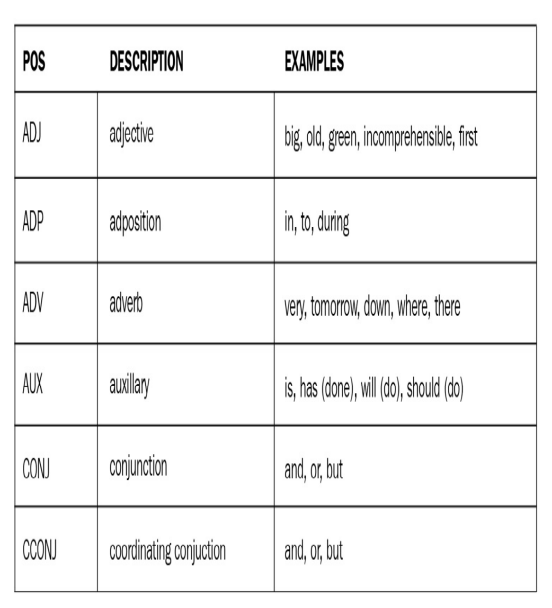 POS DESCRIPTION EXAMPLES
ADJ adjective big, old, green, incomprehensible, first
ADP adposition in, to, during
ADV adverb very, tomorrow, down, where, there
AUX auxillary is, has (done), will (do), should (do)
CONJ conjunction and, or, but
CCONJ coordinating conjuction and, or, but